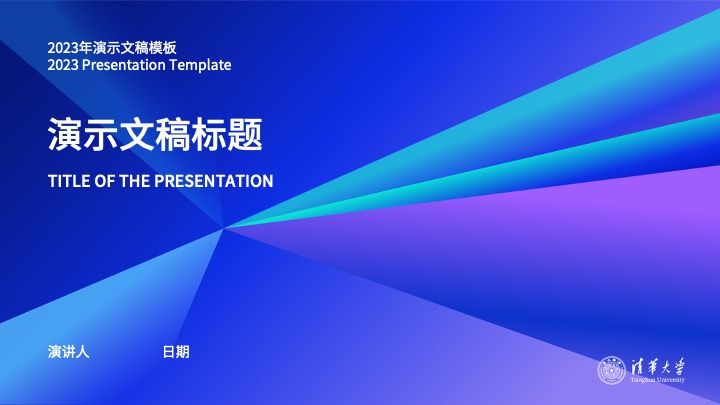 2023年演示文稿模板
2023 Presentation Template
演示文稿标题
TITLE OF THE PRESENTATION
演讲人
日期
清华大学
Tsinghua University